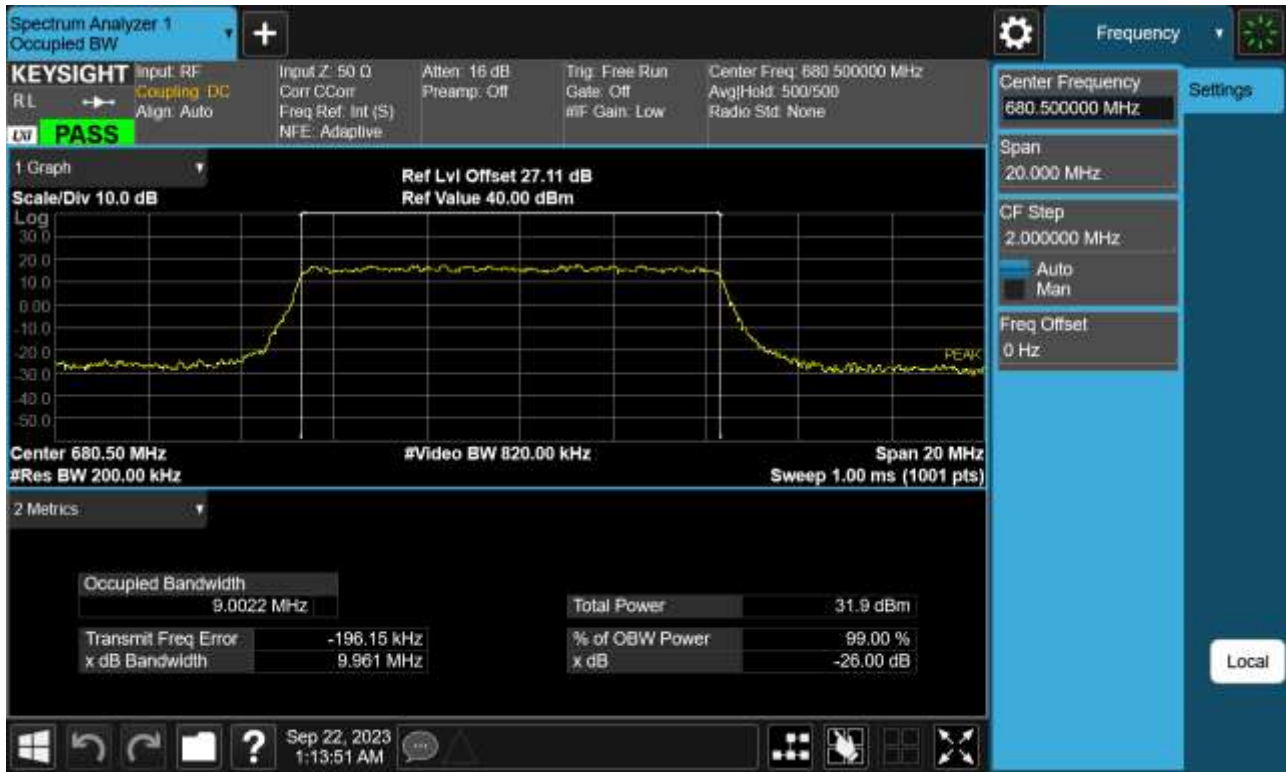 Spectrum Analyzer 1
Occupied BW
Frequency
KEYSIGHT
RL
LXI
PASS
Input: RF
Coupling: DC
Align: Auto
Input Z: 50 Ω
Corr CCorr
Freq Ref: Int (S)
NFE: Adaptive
Atten: 16 dB
Preamp: Off
Trig: Free Run
Gate: Off
#IF Gain: Low
Center Freq: 680.500000 MHz
Avg|Hold: 500/500
Radio Std: None
Center Frequency
680.500000 MHz
Settings
Span
20.000 MHz
CF Step
2.000000 MHz
Auto
Man
Freq Offset
0 Hz
Local
1 Graph
Scale/Div 10.0 dB
Ref Lvl Offset 27.11 dB
Ref Value 40.00 dBm
Log
30.0
20.0
10.0
0.00
-10.0
-20.0
-30.0
-40.0
-50.0
PEAK
Center 680.50 MHz
#Video BW 820.00 kHz
Span 20 MHz
#Res BW 200.00 kHz
Sweep 1.00 ms (1001 pts)
2 Metrics
Occupied Bandwidth
9.0022 MHz
Total Power
31.9 dBm
Transmit Freq Error
-196.15 kHz
% of OBW Power
99.00 %
x dB Bandwidth
9.961 MHz
x dB
-26.00 dB
?
Sep 22, 2023
1:13:51 AM